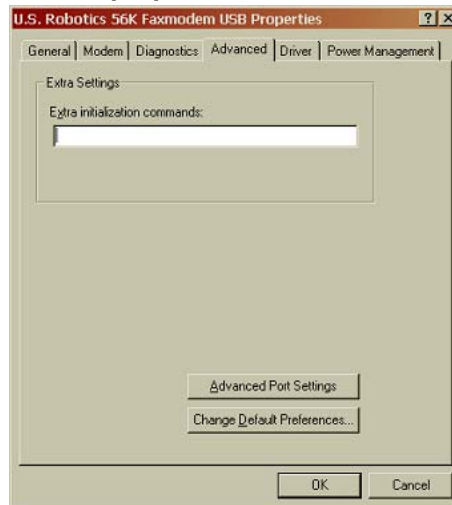 U.S. Robotics 56K Faxmodem USB Properties ? ×
General Modem Diagnostics Advanced Driver Power Management
Extra Settings
Extra initialization commands:
Advanced Port Settings
Change Default Preferences...
OK Cancel